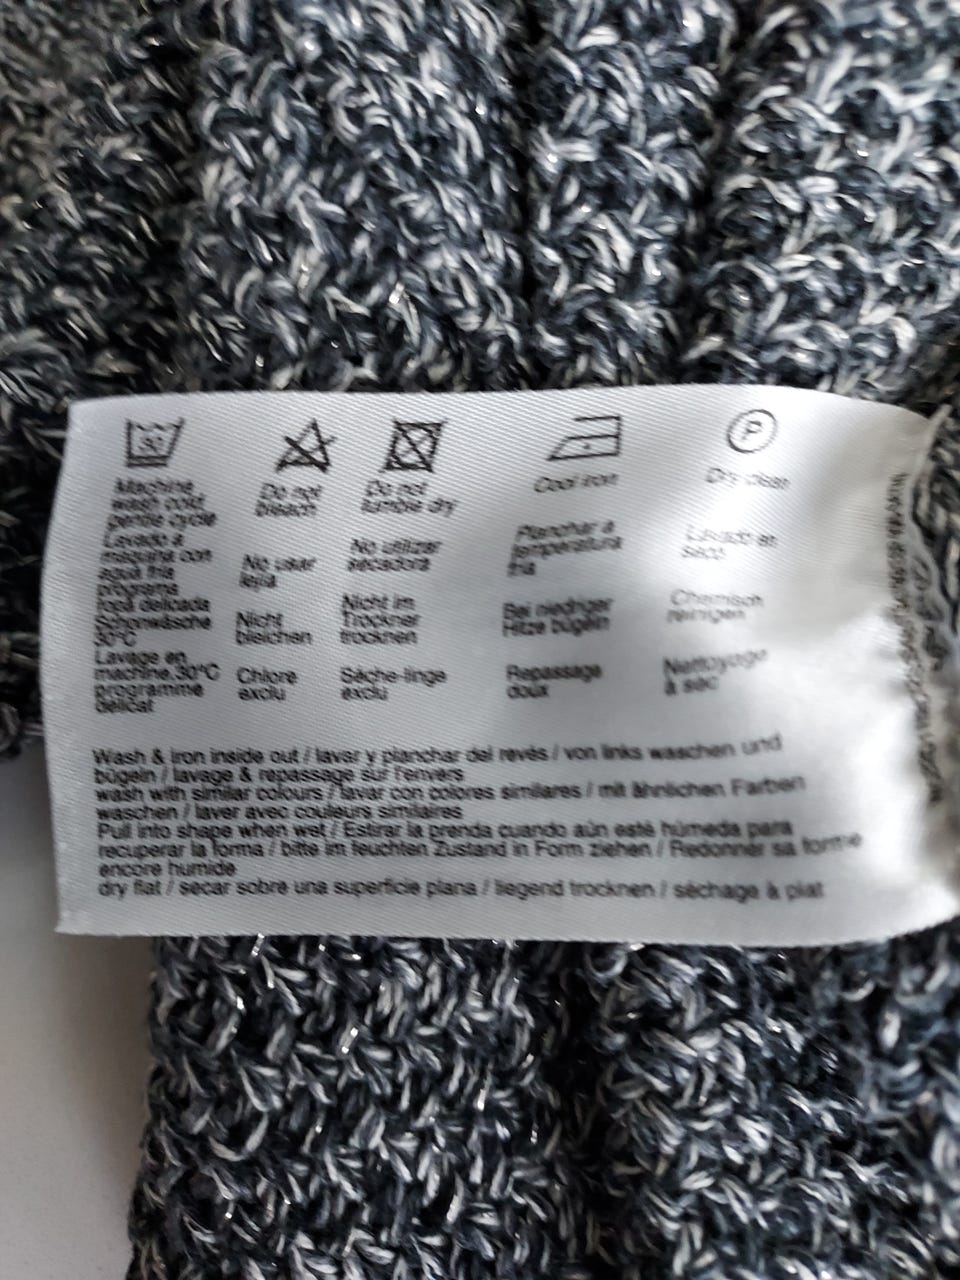 30
P
Machine
wash cold
gentle cycle
Lavado a
maquina con
agua fria
programa
ropa delicada
Schonwäsche
30°C
Lavage en
machine,30°C
programme
delicat
Do not
bleach
No usar
lejia
Nicht
bleichen
Chlore
exclu
Do not
tumble dry
No utilizar
secadora
Nicht im
Trockner
trocknen
Sèche-linge
exclu
Cool iron
Planchar a
temperatura
fria
Bei niedriger
Hitze bügeln
Repassage
doux
Dry clean
Lavado en
seco
Chemisch
reinigen
Nettoyage
à sec
Wash & iron inside out / lavar y planchar del revés / von links waschen und
bügeln / lavage & repassage sur l'envers
wash with similar colours / lavar con colores similares / mit ähnlichen Farben
waschen / laver avec couleurs similaires
Pull into shape when wet / Estirar la prenda cuando aún esté húmeda para
recuperar la forma / bitte im feuchten Zustand in Form ziehen / Redonner sa forme
encore humide
dry flat / secar sobre una superficie plana / liegend trocknen / séchage à plat